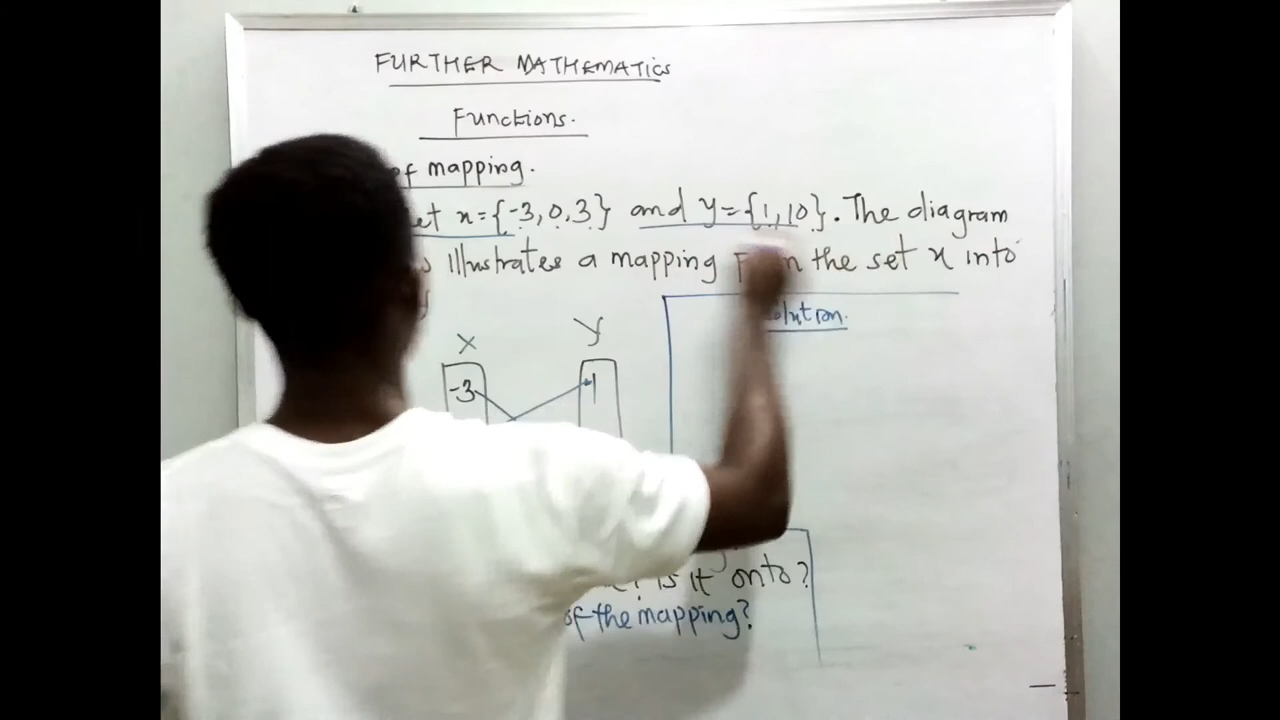 FURTHER MATHEMATICS
Functions.
of mapping.
et x={-3,0,3} and y={1,10}. The diagram
Illustrates a mapping the set x into
Solution.
X Y
-3 1
is it onto?
of the mapping?